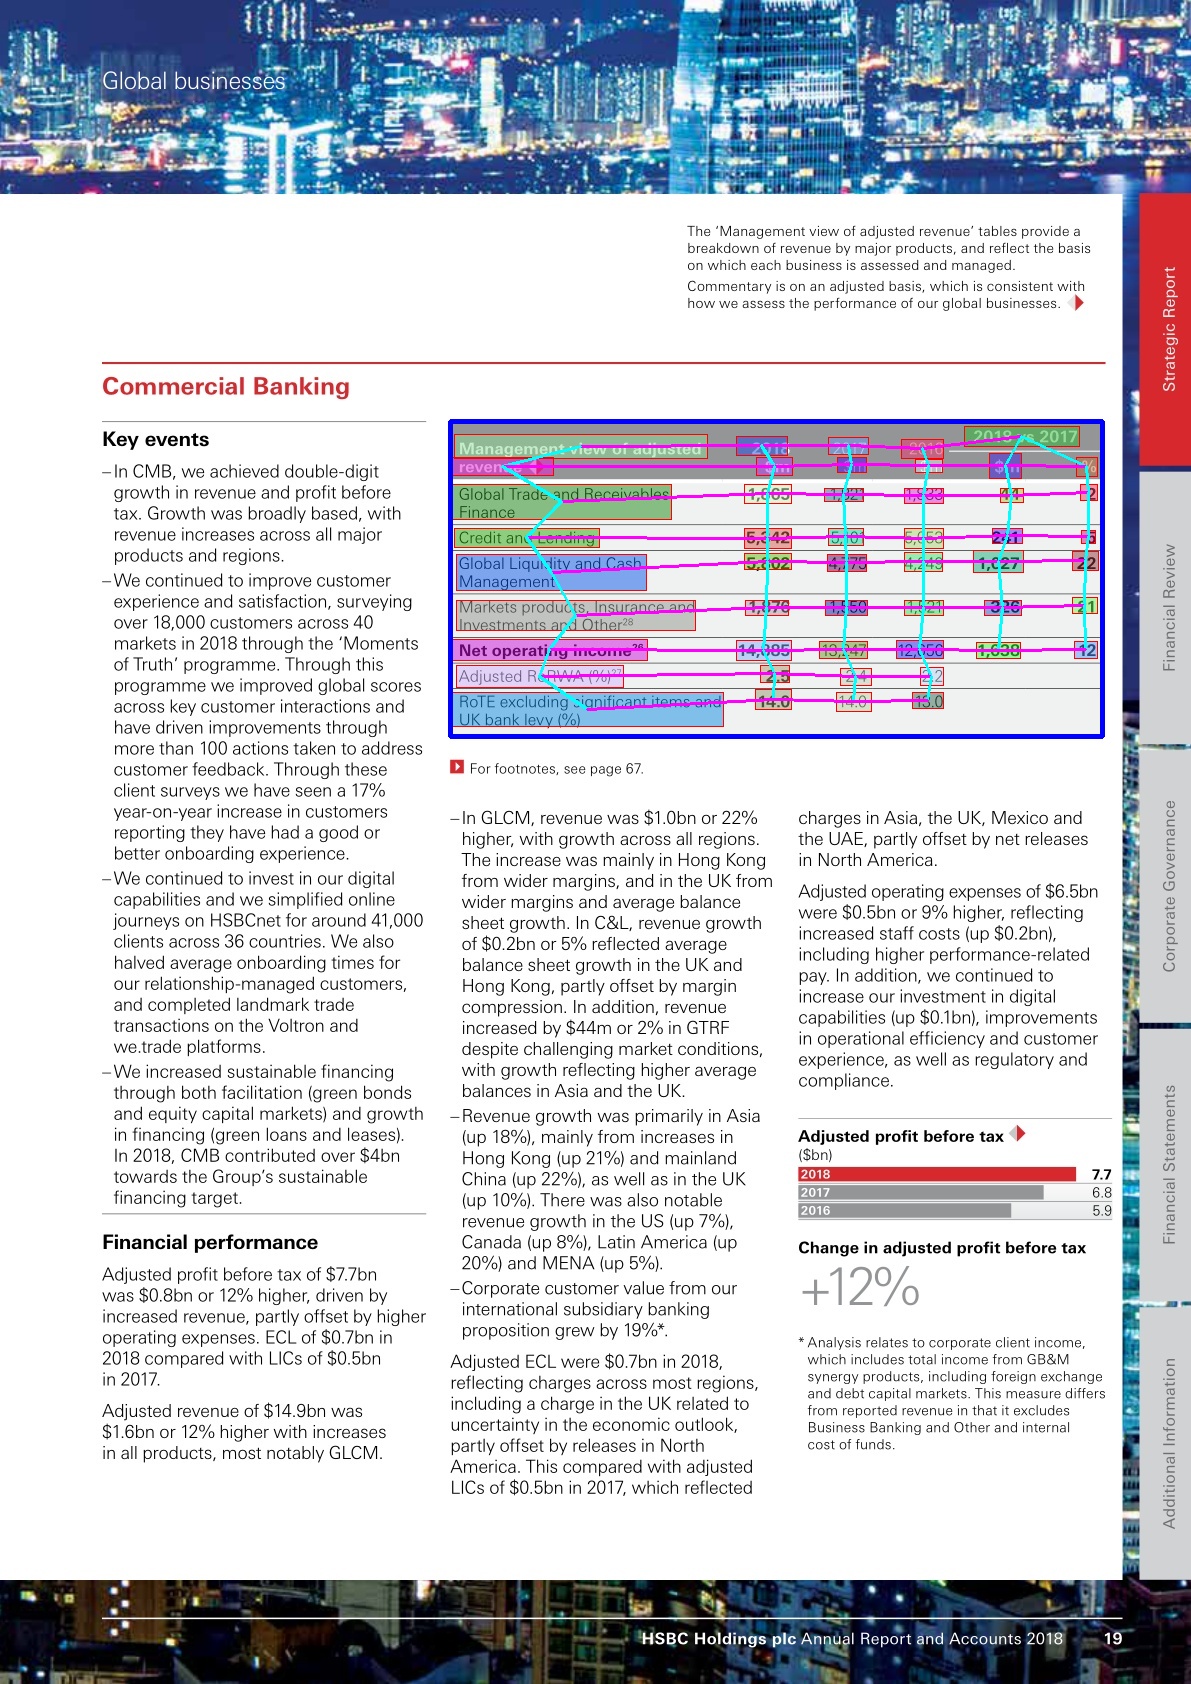 Global businesses
The ‘Management view of adjusted revenue’ tables provide a
breakdown of revenue by major products, and reflect the basis
on which each business is assessed and managed.
Commentary is on an adjusted basis, which is consistent with
how we assess the performance of our global businesses.
Commercial Banking
Key events
– In CMB, we achieved double-digit
growth in revenue and profit before
tax. Growth was broadly based, with
revenue increases across all major
products and regions.
– We continued to improve customer
experience and satisfaction, surveying
over 18,000 customers across 40
markets in 2018 through the ‘Moments
of Truth’ programme. Through this
programme we improved global scores
across key customer interactions and
have driven improvements through
more than 100 actions taken to address
customer feedback. Through these
client surveys we have seen a 17%
year-on-year increase in customers
reporting they have had a good or
better onboarding experience.
– We continued to invest in our digital
capabilities and we simplified online
journeys on HSBCnet for around 41,000
clients across 36 countries. We also
halved average onboarding times for
our relationship-managed customers,
and completed landmark trade
transactions on the Voltron and
we.trade platforms.
– We increased sustainable financing
through both facilitation (green bonds
and equity capital markets) and growth
in financing (green loans and leases).
In 2018, CMB contributed over $4bn
towards the Group’s sustainable
financing target.
Financial performance
Adjusted profit before tax of $7.7bn
was $0.8bn or 12% higher, driven by
increased revenue, partly offset by higher
operating expenses. ECL of $0.7bn in
2018 compared with LICs of $0.5bn
in 2017.
Adjusted revenue of $14.9bn was
$1.6bn or 12% higher with increases
in all products, most notably GLCM.
Management view of adjusted 2018 2017 2016 2018 vs 2017
revenue $m $m $m $m %
Global Trade and Receivables 1,865 1,821 1,833 44 2
Finance
Credit and Lending 5,342 5,101 5,053 241 5
Global Liquidity and Cash 5,802 4,775 4,243 1,027 22
Management
Markets products, Insurance and 1,876 1,550 1,521 326 21
Investments and Other28
Net operating income26 14,885 13,247 12,650 1,638 12
Adjusted RoRWA (%)27 2.5 2.4 2.2
RoTE excluding significant items and 14.0 14.0 13.0
UK bank levy (%)
For footnotes, see page 67.
– In GLCM, revenue was $1.0bn or 22%
higher, with growth across all regions.
The increase was mainly in Hong Kong
from wider margins, and in the UK from
wider margins and average balance
sheet growth. In C&L, revenue growth
of $0.2bn or 5% reflected average
balance sheet growth in the UK and
Hong Kong, partly offset by margin
compression. In addition, revenue
increased by $44m or 2% in GTRF
despite challenging market conditions,
with growth reflecting higher average
balances in Asia and the UK.
– Revenue growth was primarily in Asia
(up 18%), mainly from increases in
Hong Kong (up 21%) and mainland
China (up 22%), as well as in the UK
(up 10%). There was also notable
revenue growth in the US (up 7%),
Canada (up 8%), Latin America (up
20%) and MENA (up 5%).
– Corporate customer value from our
international subsidiary banking
proposition grew by 19%*.
Adjusted ECL were $0.7bn in 2018,
reflecting charges across most regions,
including a charge in the UK related to
uncertainty in the economic outlook,
partly offset by releases in North
America. This compared with adjusted
LICs of $0.5bn in 2017, which reflected
charges in Asia, the UK, Mexico and
the UAE, partly offset by net releases
in North America.
Adjusted operating expenses of $6.5bn
were $0.5bn or 9% higher, reflecting
increased staff costs (up $0.2bn),
including higher performance-related
pay. In addition, we continued to
increase our investment in digital
capabilities (up $0.1bn), improvements
in operational efficiency and customer
experience, as well as regulatory and
compliance.
Adjusted profit before tax
($bn)
2018 7.7
2017 6.8
2016 5.9
Change in adjusted profit before tax
+12%
* Analysis relates to corporate client income,
which includes total income from GB&M
synergy products, including foreign exchange
and debt capital markets. This measure differs
from reported revenue in that it excludes
Business Banking and Other and internal
cost of funds.
Strategic Report
Financial Review
Corporate Governance
Financial Statements
Additional Information
HSBC Holdings plc Annual Report and Accounts 2018 19